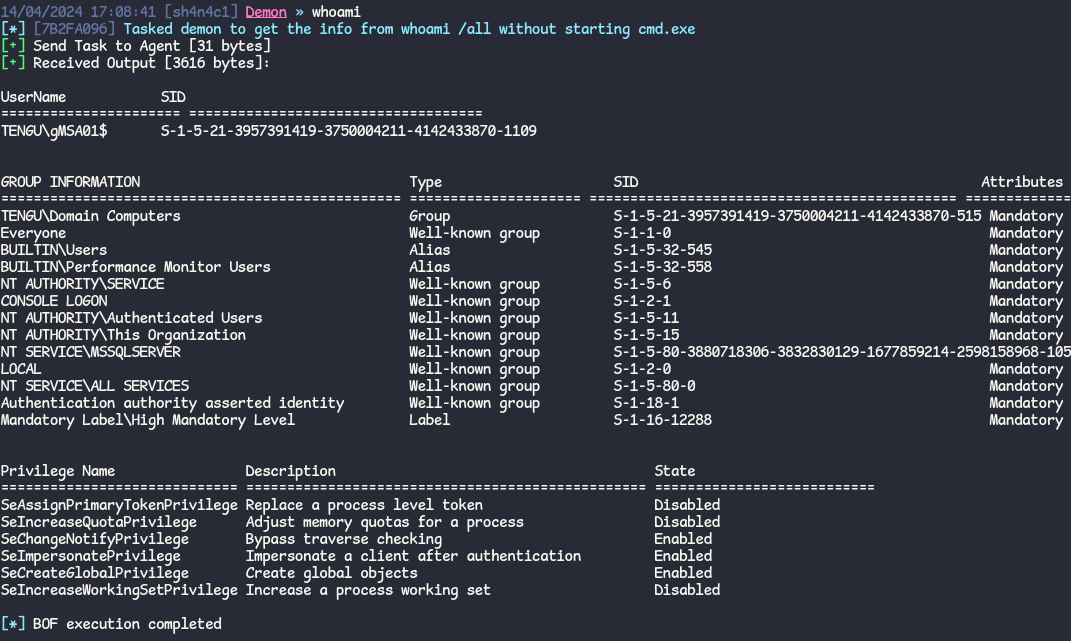 14/04/2024 17:08:41 [sh4n4c1] Demon » whoami
[*] [7B2FA096] Tasked demon to get the info from whoami /all without starting cmd.exe
[+] Send Task to Agent [31 bytes]
[+] Received Output [3616 bytes]:
UserName SID
====================== ====================================
TENGU\gMSA01$ S-1-5-21-3957391419-3750004211-4142433870-1109
GROUP INFORMATION Type SID Attributes
================================================= ===================== ============================================= =============
TENGU\Domain Computers Group S-1-5-21-3957391419-3750004211-4142433870-515 Mandatory
Everyone Well-known group S-1-1-0 Mandatory
BUILTIN\Users Alias S-1-5-32-545 Mandatory
BUILTIN\Performance Monitor Users Alias S-1-5-32-558 Mandatory
NT AUTHORITY\SERVICE Well-known group S-1-5-6 Mandatory
CONSOLE LOGON Well-known group S-1-2-1 Mandatory
NT AUTHORITY\Authenticated Users Well-known group S-1-5-11 Mandatory
NT AUTHORITY\This Organization Well-known group S-1-5-15 Mandatory
NT SERVICE\MSSQLSERVER Well-known group S-1-5-80-3880718306-3832830129-1677859214-2598158968-105
LOCAL Well-known group S-1-2-0 Mandatory
NT SERVICE\ALL SERVICES Well-known group S-1-5-80-0 Mandatory
Authentication authority asserted identity Well-known group S-1-18-1 Mandatory
Mandatory Label\High Mandatory Level Label S-1-16-12288 Mandatory
Privilege Name Description State
============================= ================================================= ===========================
SeAssignPrimaryTokenPrivilege Replace a process level token Disabled
SeIncreaseQuotaPrivilege Adjust memory quotas for a process Disabled
SeChangeNotifyPrivilege Bypass traverse checking Enabled
SeImpersonatePrivilege Impersonate a client after authentication Enabled
SeCreateGlobalPrivilege Create global objects Enabled
SeIncreaseWorkingSetPrivilege Increase a process working set Disabled
[*] BOF execution completed